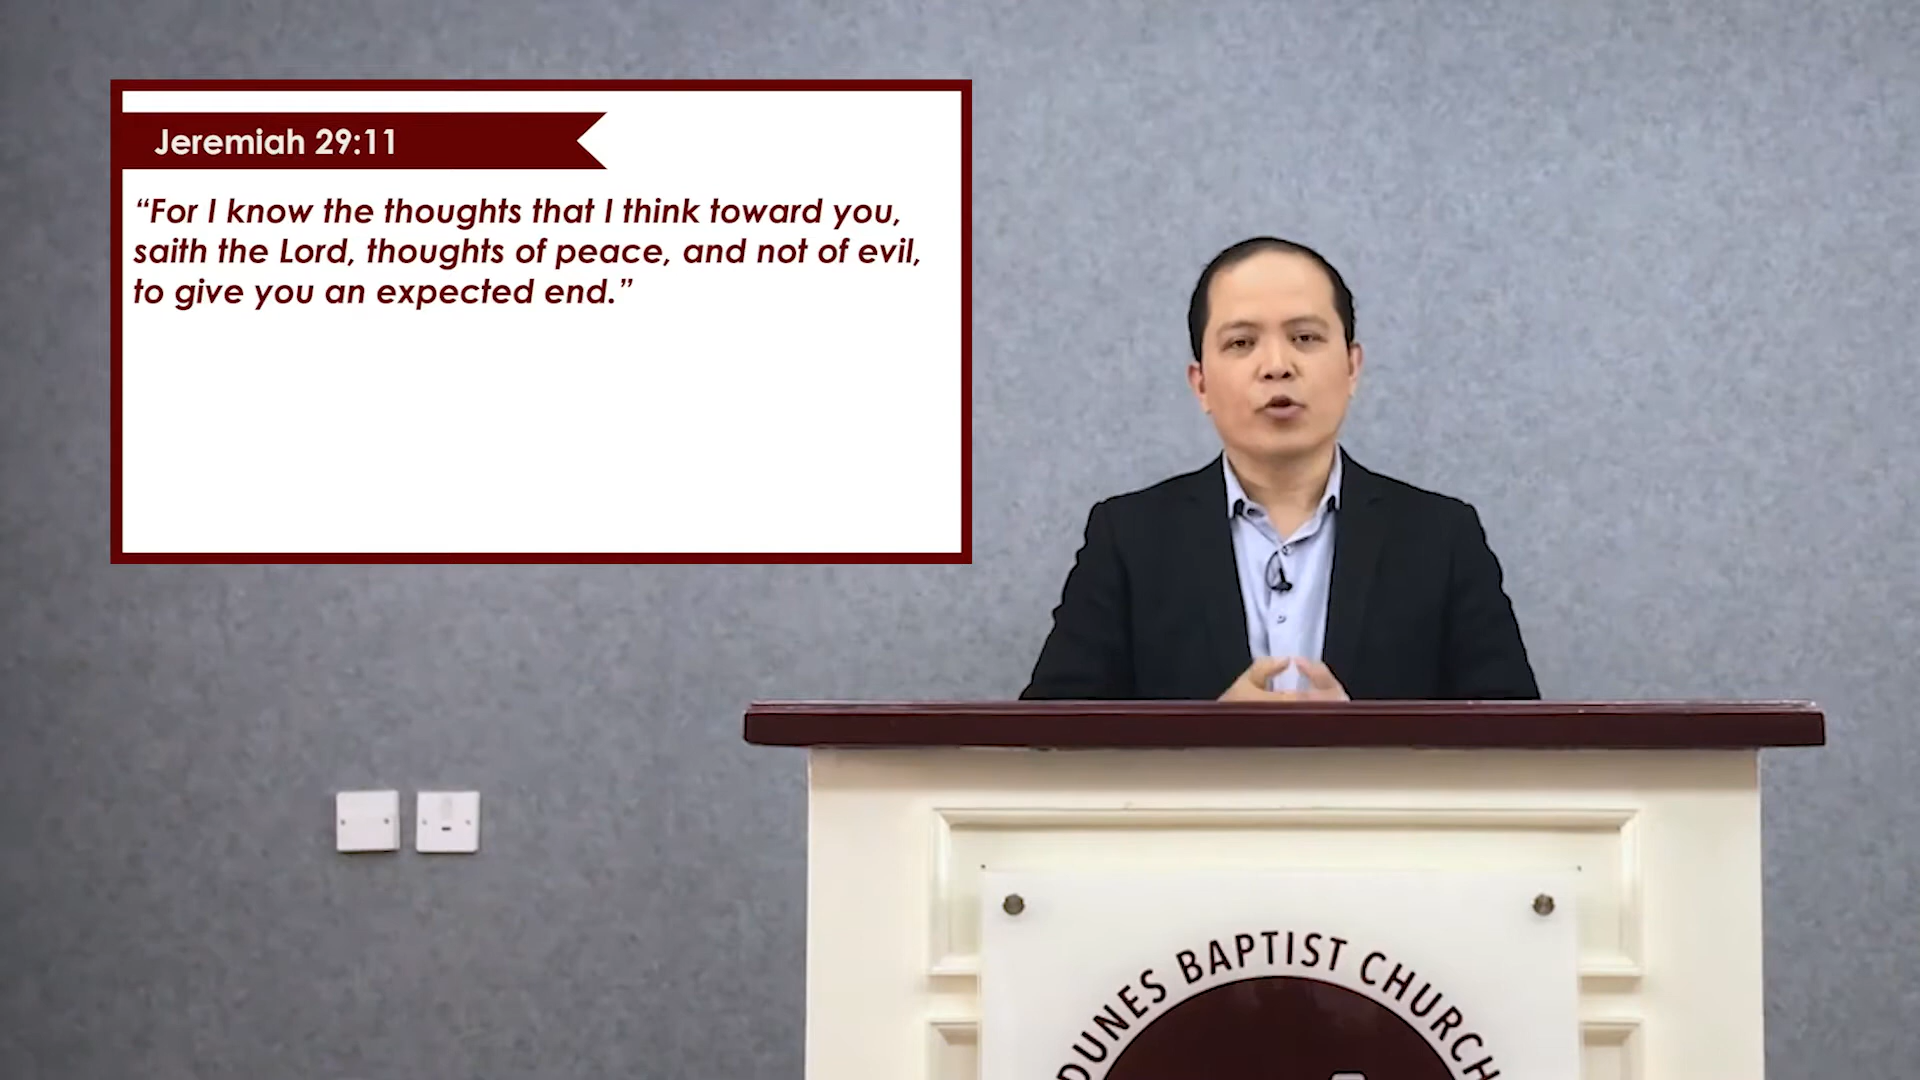 Jeremiah 29:11
“For I know the thoughts that I think toward you,
saith the Lord, thoughts of peace, and not of evil,
to give you an expected end.”
DUNES BAPTIST CHURCH